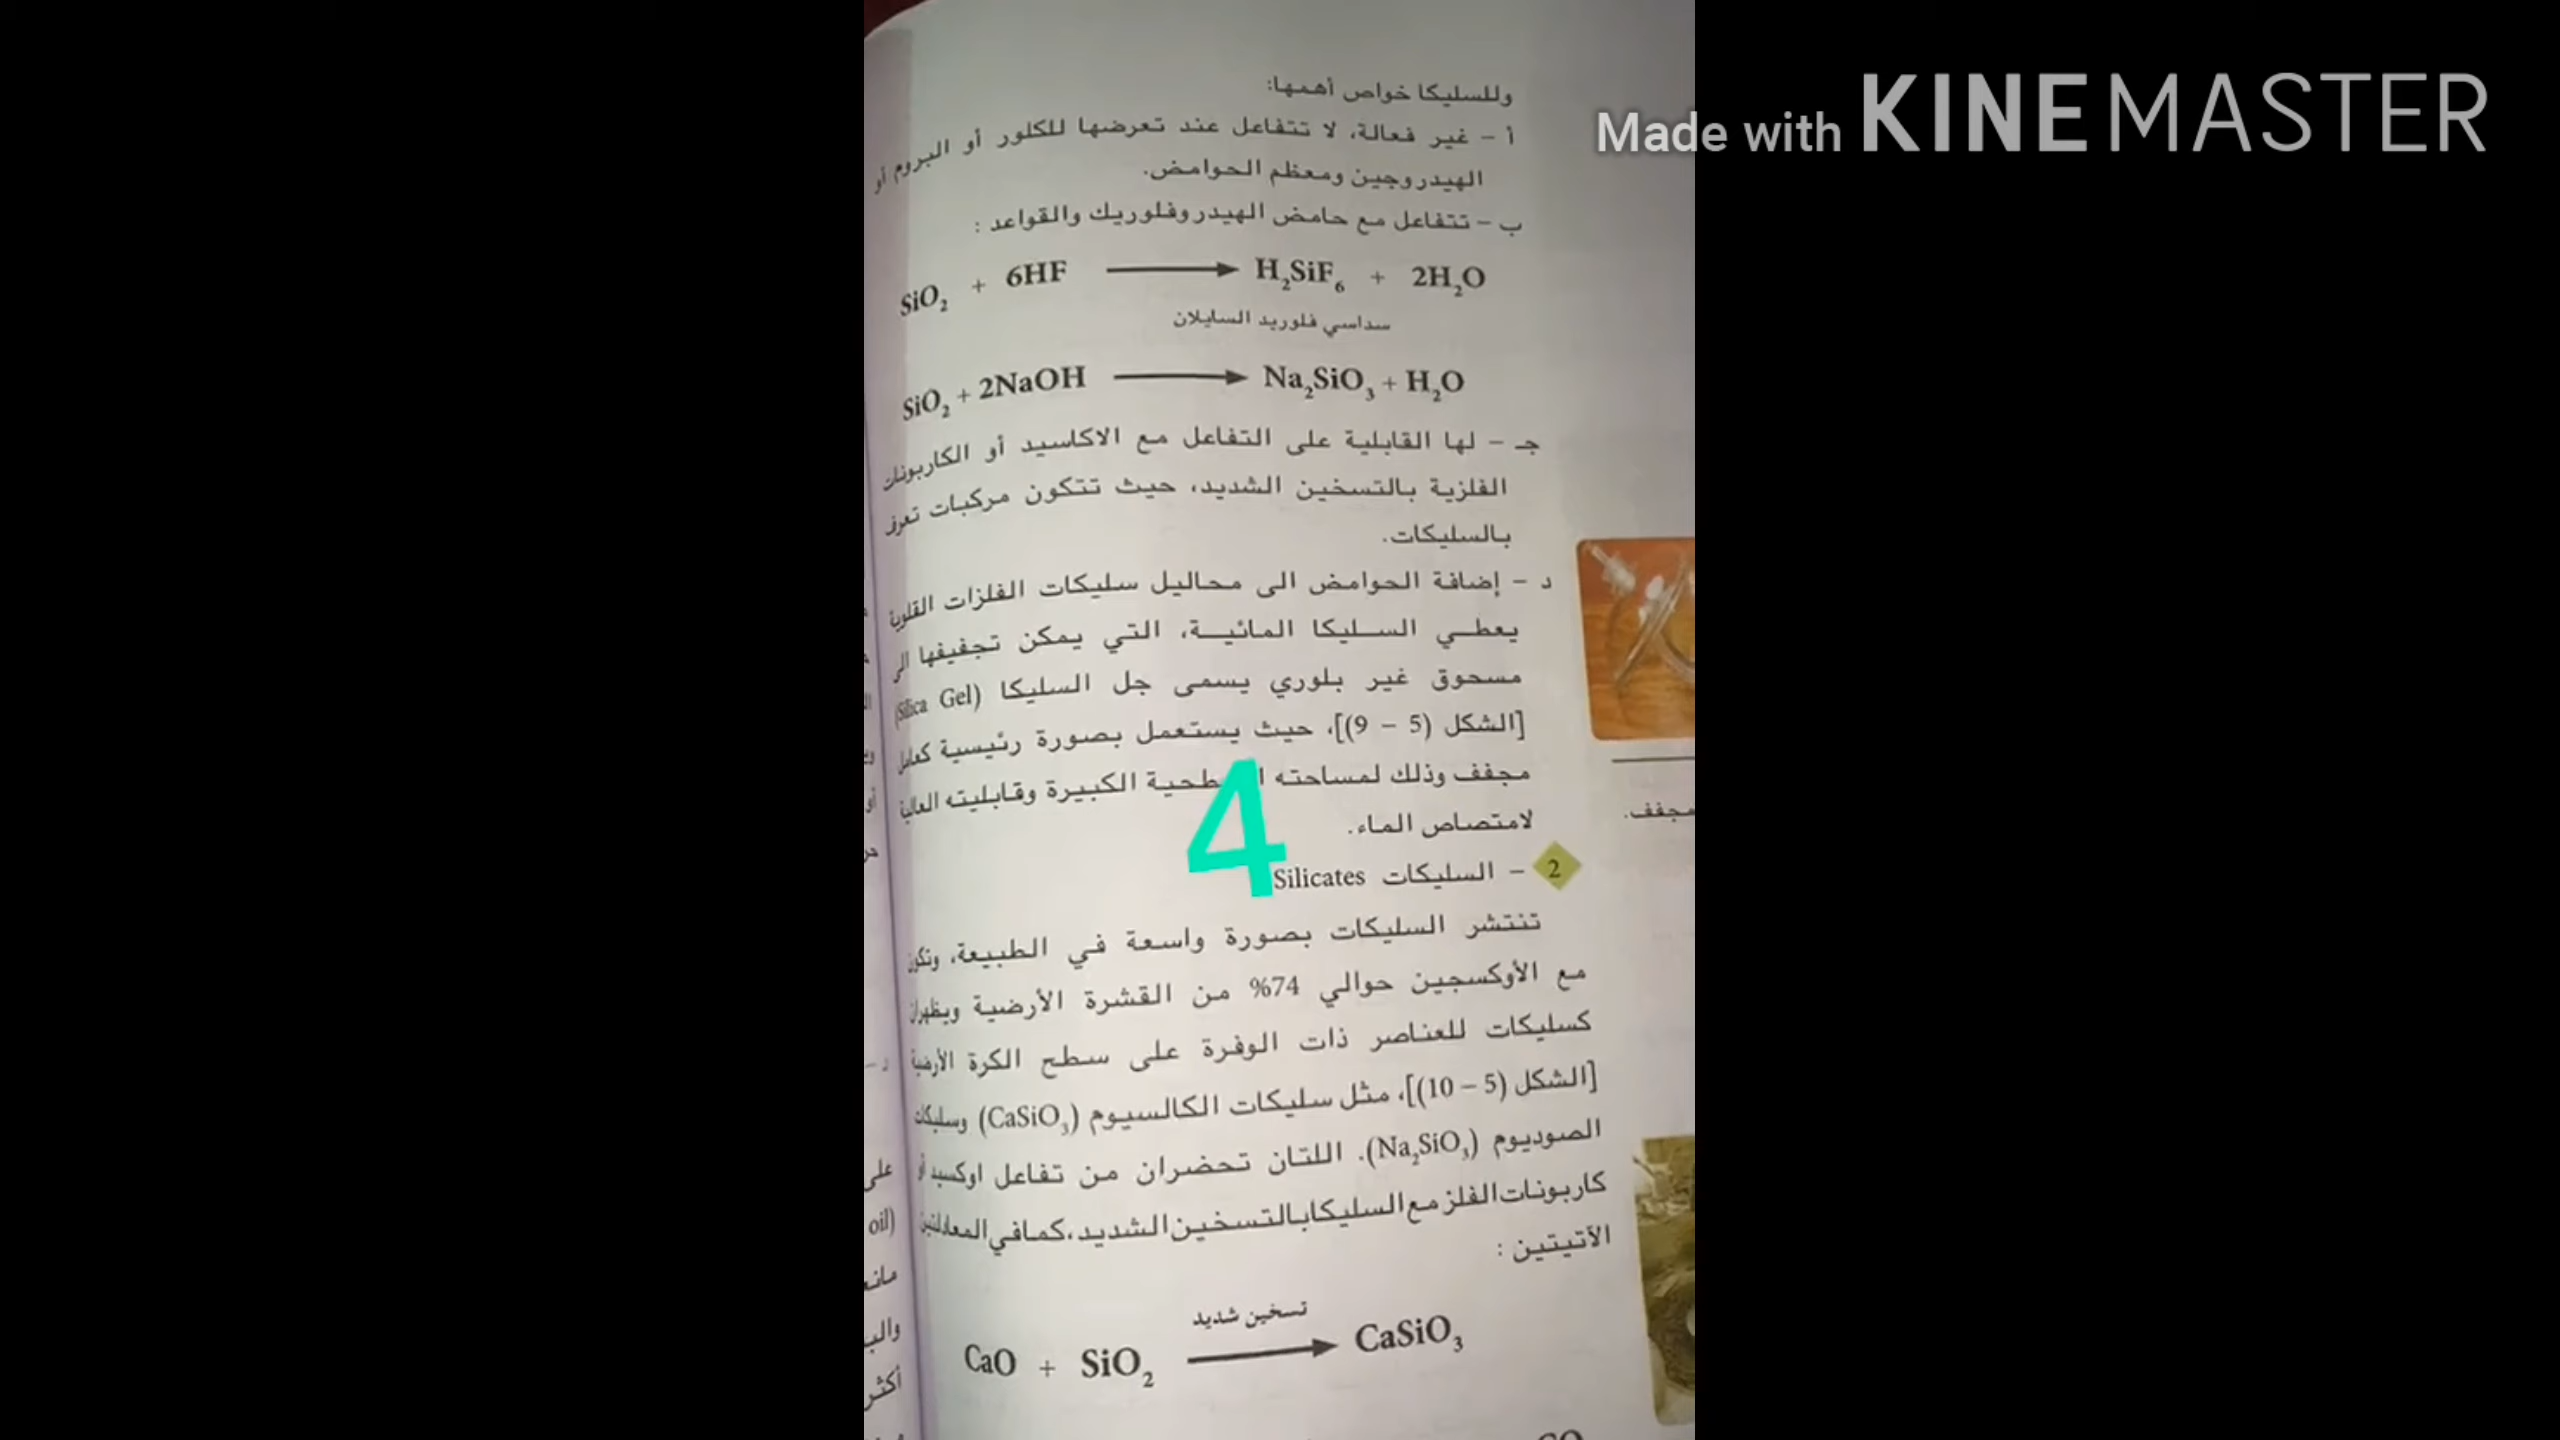 Made with KINEMASTER
وللسليكا خواص أهمها:
أ – غير فعالة، لا تتفاعل عند تعرضها للكلور أو البروم أو
الهيدروجين ومعظم الحوامض.
ب – تتفاعل مع حامض الهيدروفلوريك والقواعد :
SiO₂ + 6HF ⟶ H₂SiF₆ + 2H₂O
سداسي فلوريد السايلان
SiO₂ + 2NaOH ⟶ Na₂SiO₃ + H₂O
جـ – لها القابلية على التفاعل مع الاكاسيد أو الكاربونات
الفلزية بالتسخين الشديد، حيث تتكون مركبات تعرف
بالسليكات.
د – إضافة الحوامض الى محاليل سليكات الفلزات القلوية
يعطي السليكا المائية، التي يمكن تجفيفها الى
مسحوق غير بلوري يسمى جل السليكا (Silica Gel)
[الشكل (5 – 9)]، حيث يستعمل بصورة رئيسية كعامل
مجفف وذلك لمساحته السطحية الكبيرة وقابليته العالية
لامتصاص الماء.
4
2 – السليكات Silicates
تنتشر السليكات بصورة واسعة في الطبيعة، وتكون
مع الأوكسجين حوالي 74% من القشرة الأرضية ويظهران
كسليكات للعناصر ذات الوفرة على سطح الكرة الأرضية
[الشكل (5 – 10)]، مثل سليكات الكالسيوم (CaSiO₃) وسليكات
الصوديوم (Na₂SiO₃). اللتان تحضران من تفاعل اوكسيد أو
كاربونات الفلز مع السليكا بالتسخين الشديد، كما في المعادلتين
الآتيتين :
تسخين شديد
CaO + SiO₂ ⟶ CaSiO₃
مجفف.
على
oil)